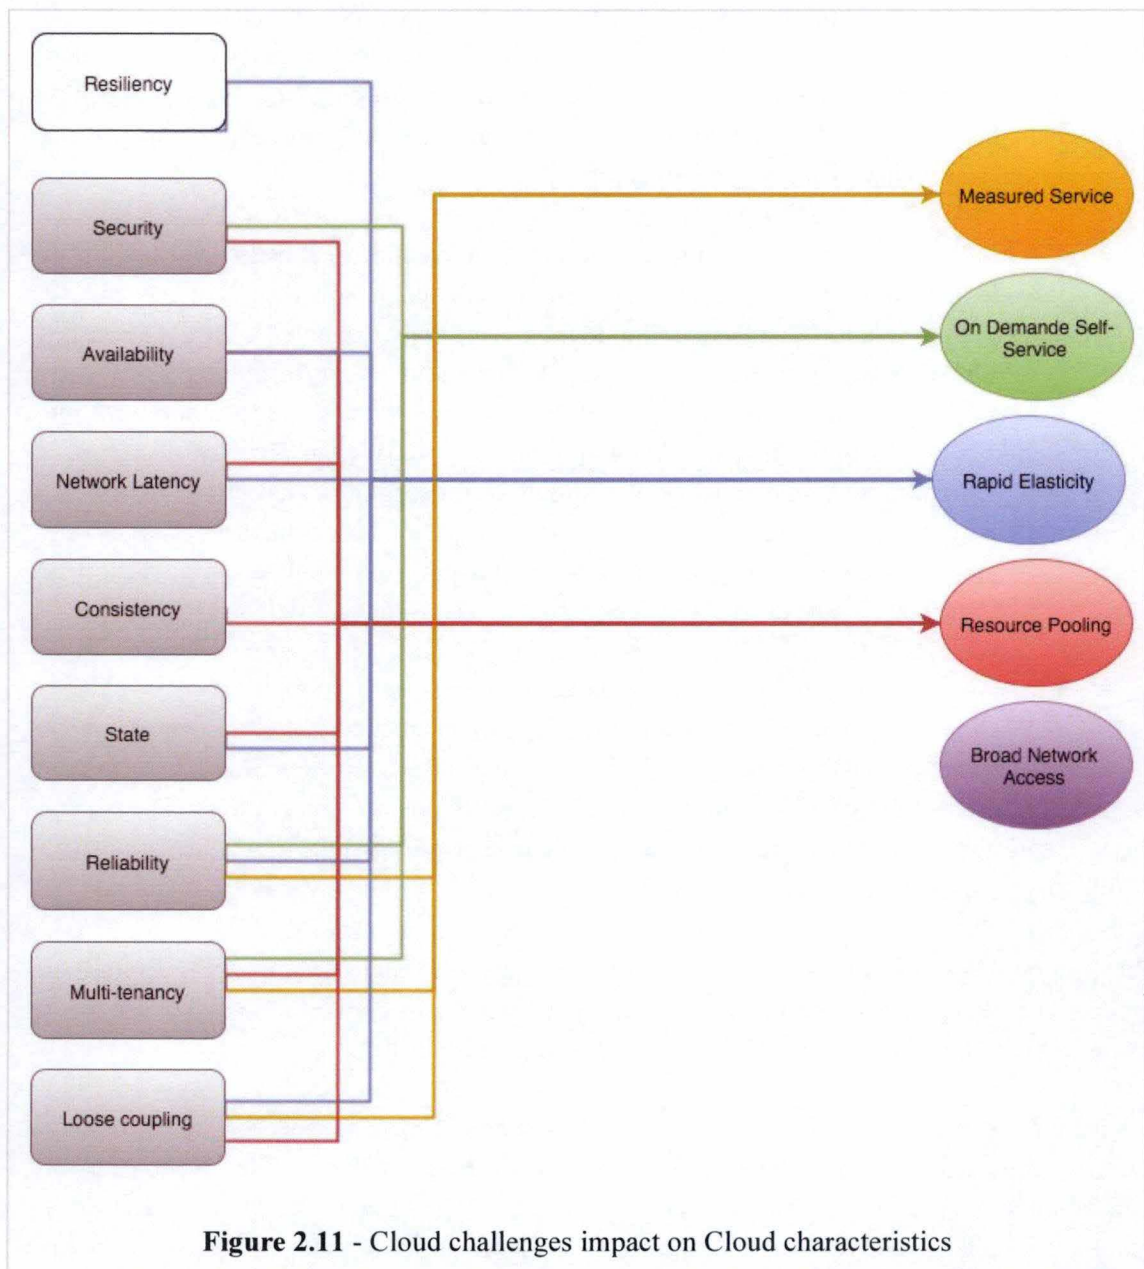 Resiliency
Security
Availability
Network Latency
Consistency
State
Reliability
Multi-tenancy
Loose coupling
Measured Service
On Demande Self-
Service
Rapid Elasticity
Resource Pooling
Broad Network
Access
Figure 2.11 - Cloud challenges impact on Cloud characteristics